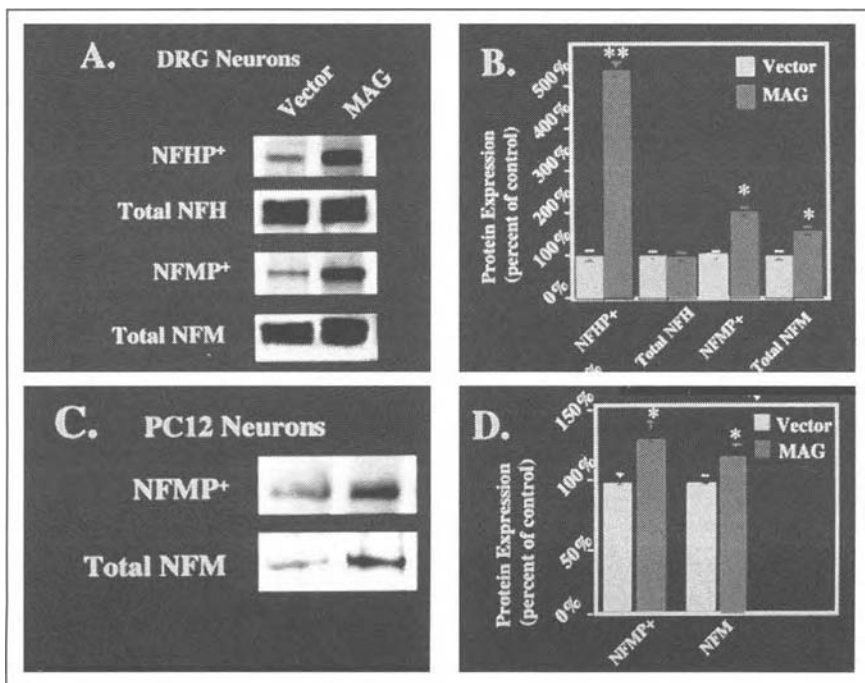 A. DRG Neurons
Vector MAG
NFHP+
Total NFH
NFMP+
Total NFM
B.
Vector
MAG
Protein Expression
(percent of control)
500%
400%
300%
200%
100%
0%
**
*
*
NFHP+
Total NFH
NFMP+
Total NFM
%
C. PC12 Neurons
NFMP+
Total NFM
D.
Vector
MAG
Protein Expression
(percent of control)
150%
100%
50%
0%
*
*
NFMP+
NFM